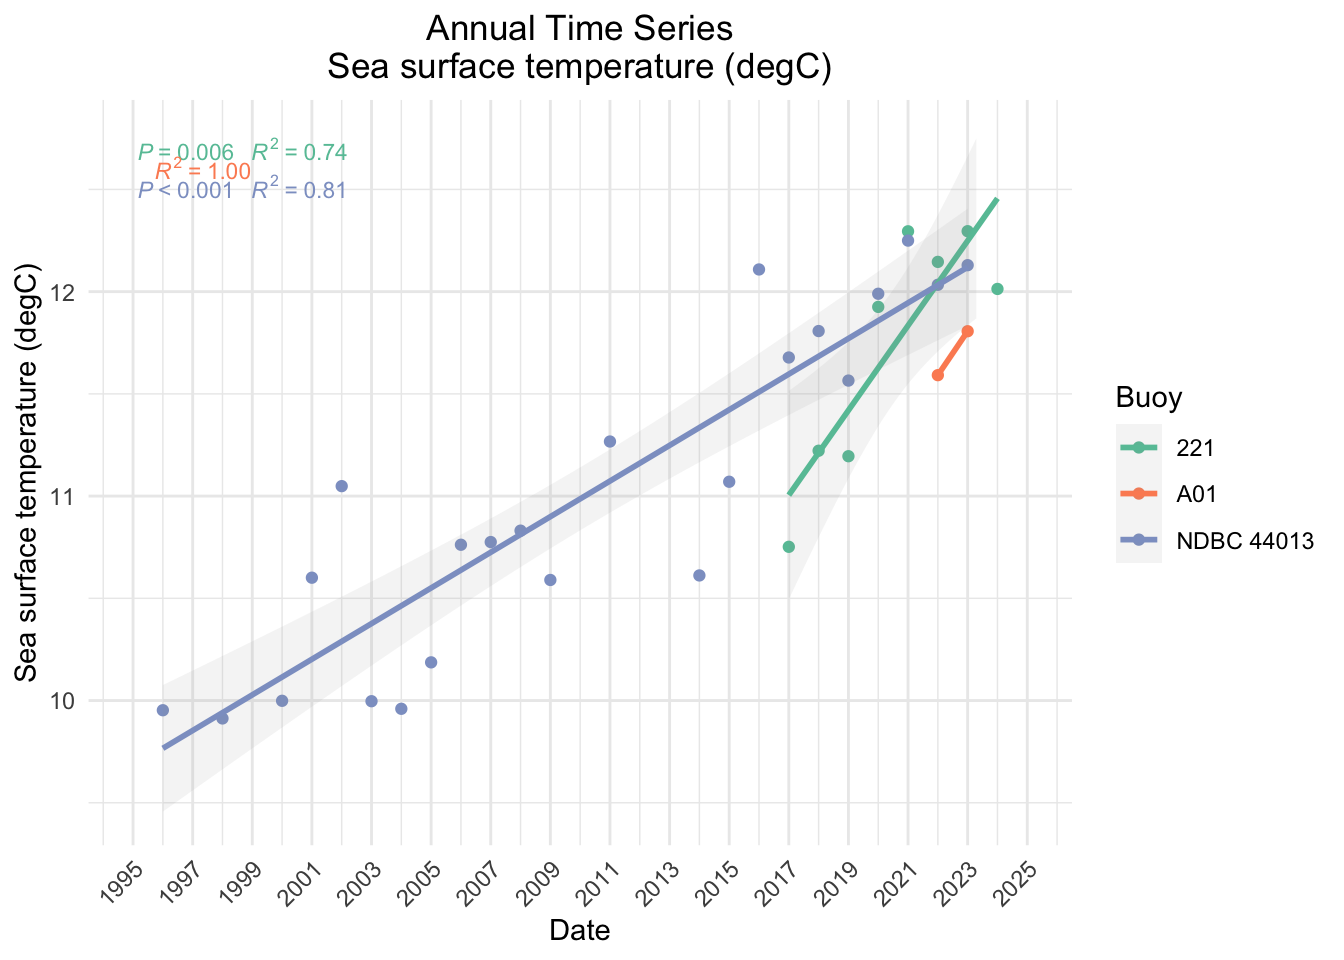 Annual Time Series
Sea surface temperature (degC)
P = 0.006 R² = 0.74
R² = 1.00
P < 0.001 R² = 0.81
Sea surface temperature (degC)
12
11
10
1995 1997 1999 2001 2003 2005 2007 2009 2011 2013 2015 2017 2019 2021 2023 2025
Date
Buoy
221
A01
NDBC 44013